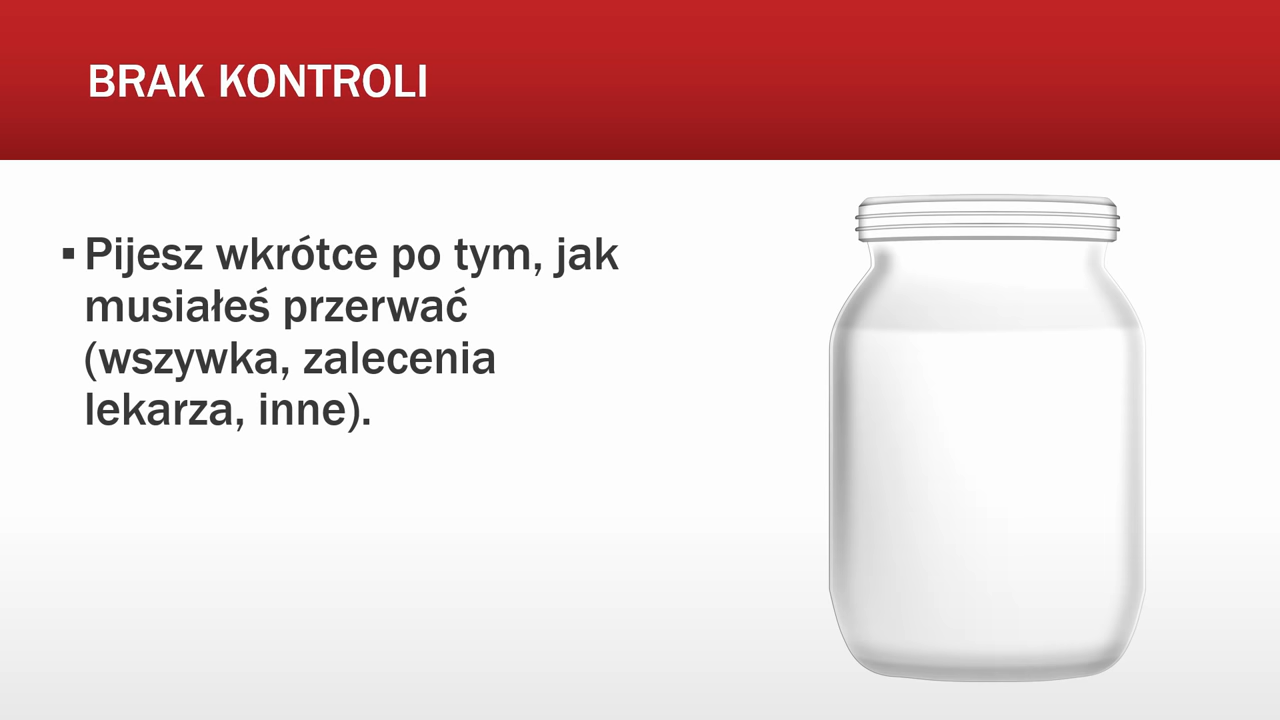 BRAK KONTROLI
▪ Pijesz wkrótce po tym, jak
musiałeś przerwać
(wszywka, zalecenia
lekarza, inne).